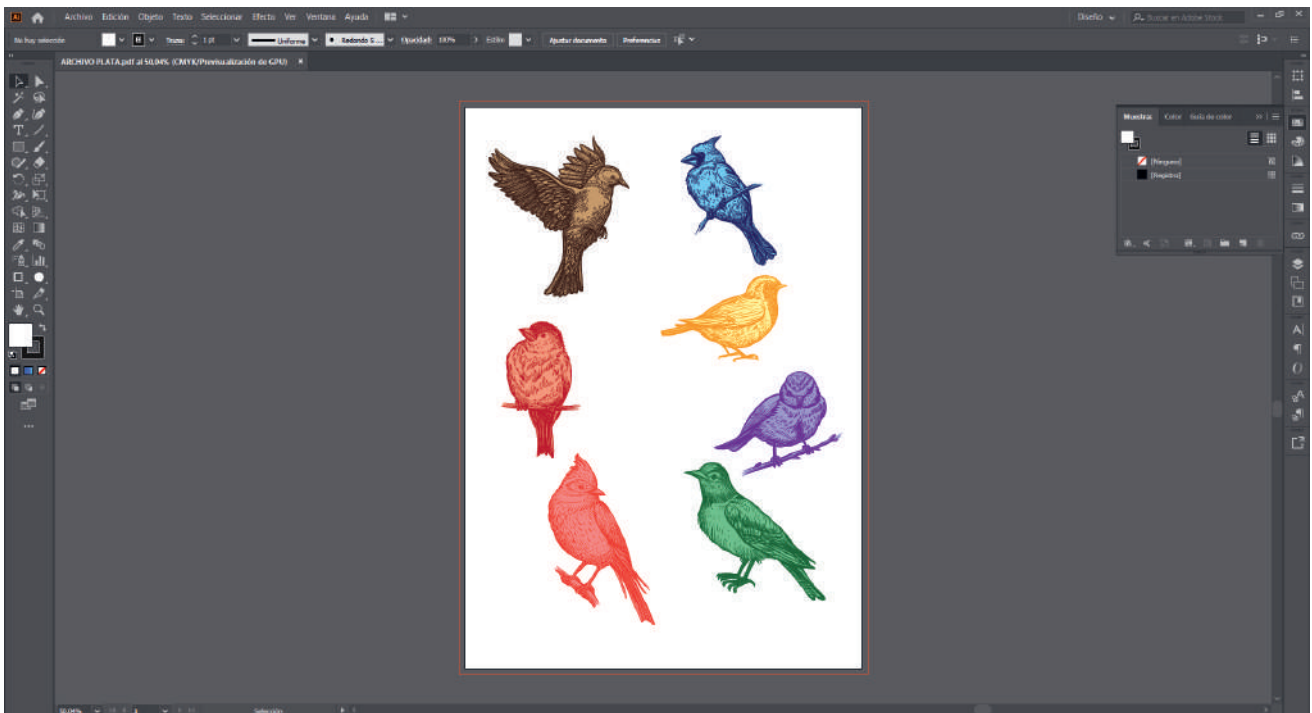 Ai Archivo Edición Objeto Texto Seleccionar Efecto Ver Ventana Ayuda Diseño Buscar en Adobe Stock
No hay selección Trazo: 1 pt Uniforme Redondo 5 ... Opacidad: 100% Estilo: Ajustar documento Preferencias
ARCHIVO PLATA.pdf al 50,04% (CMYK/Previsualización de GPU) ×
Muestras Color Guía de color
[Ninguno]
[Registro]
50,04% 1 Selección